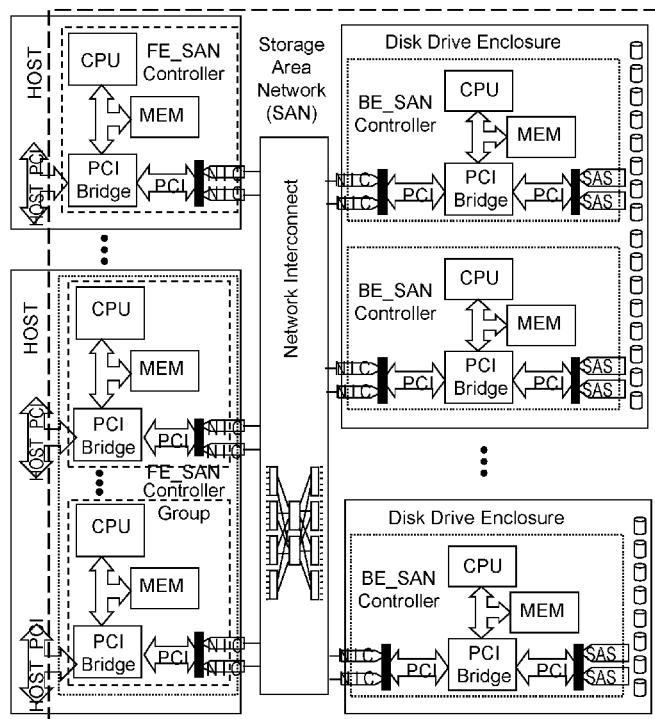 HOST
FE_SAN
Controller
CPU
MEM
PCI
Bridge
PCI
NIC
NIC
HOST PCI
Storage
Area
Network
(SAN)
Network Interconnect
HOST
CPU
MEM
PCI
Bridge
PCI
NIC
NIC
HOST PCI
FE_SAN
Controller
Group
CPU
MEM
PCI
Bridge
PCI
NIC
NIC
HOST PCI
Disk Drive Enclosure
BE_SAN
Controller
CPU
MEM
NIC
NIC
PCI
PCI
Bridge
PCI
SAS
SAS
BE_SAN
Controller
CPU
MEM
NIC
NIC
PCI
PCI
Bridge
PCI
SAS
SAS
Disk Drive Enclosure
BE_SAN
Controller
CPU
MEM
NIC
NIC
PCI
PCI
Bridge
PCI
SAS
SAS